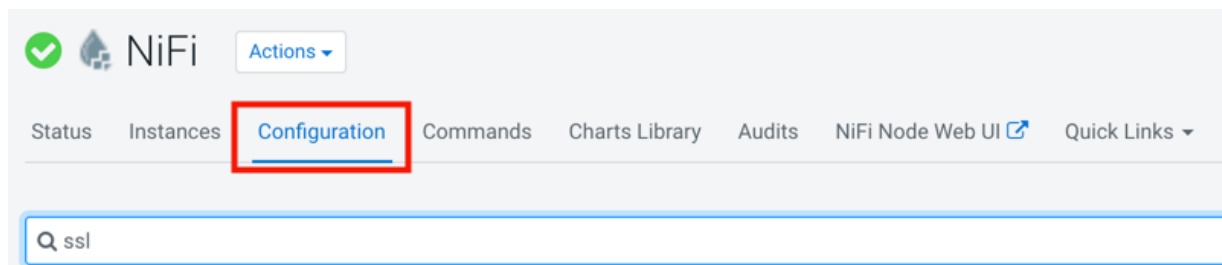 NiFi Actions
Status Instances Configuration Commands Charts Library Audits NiFi Node Web UI Quick Links
ssl